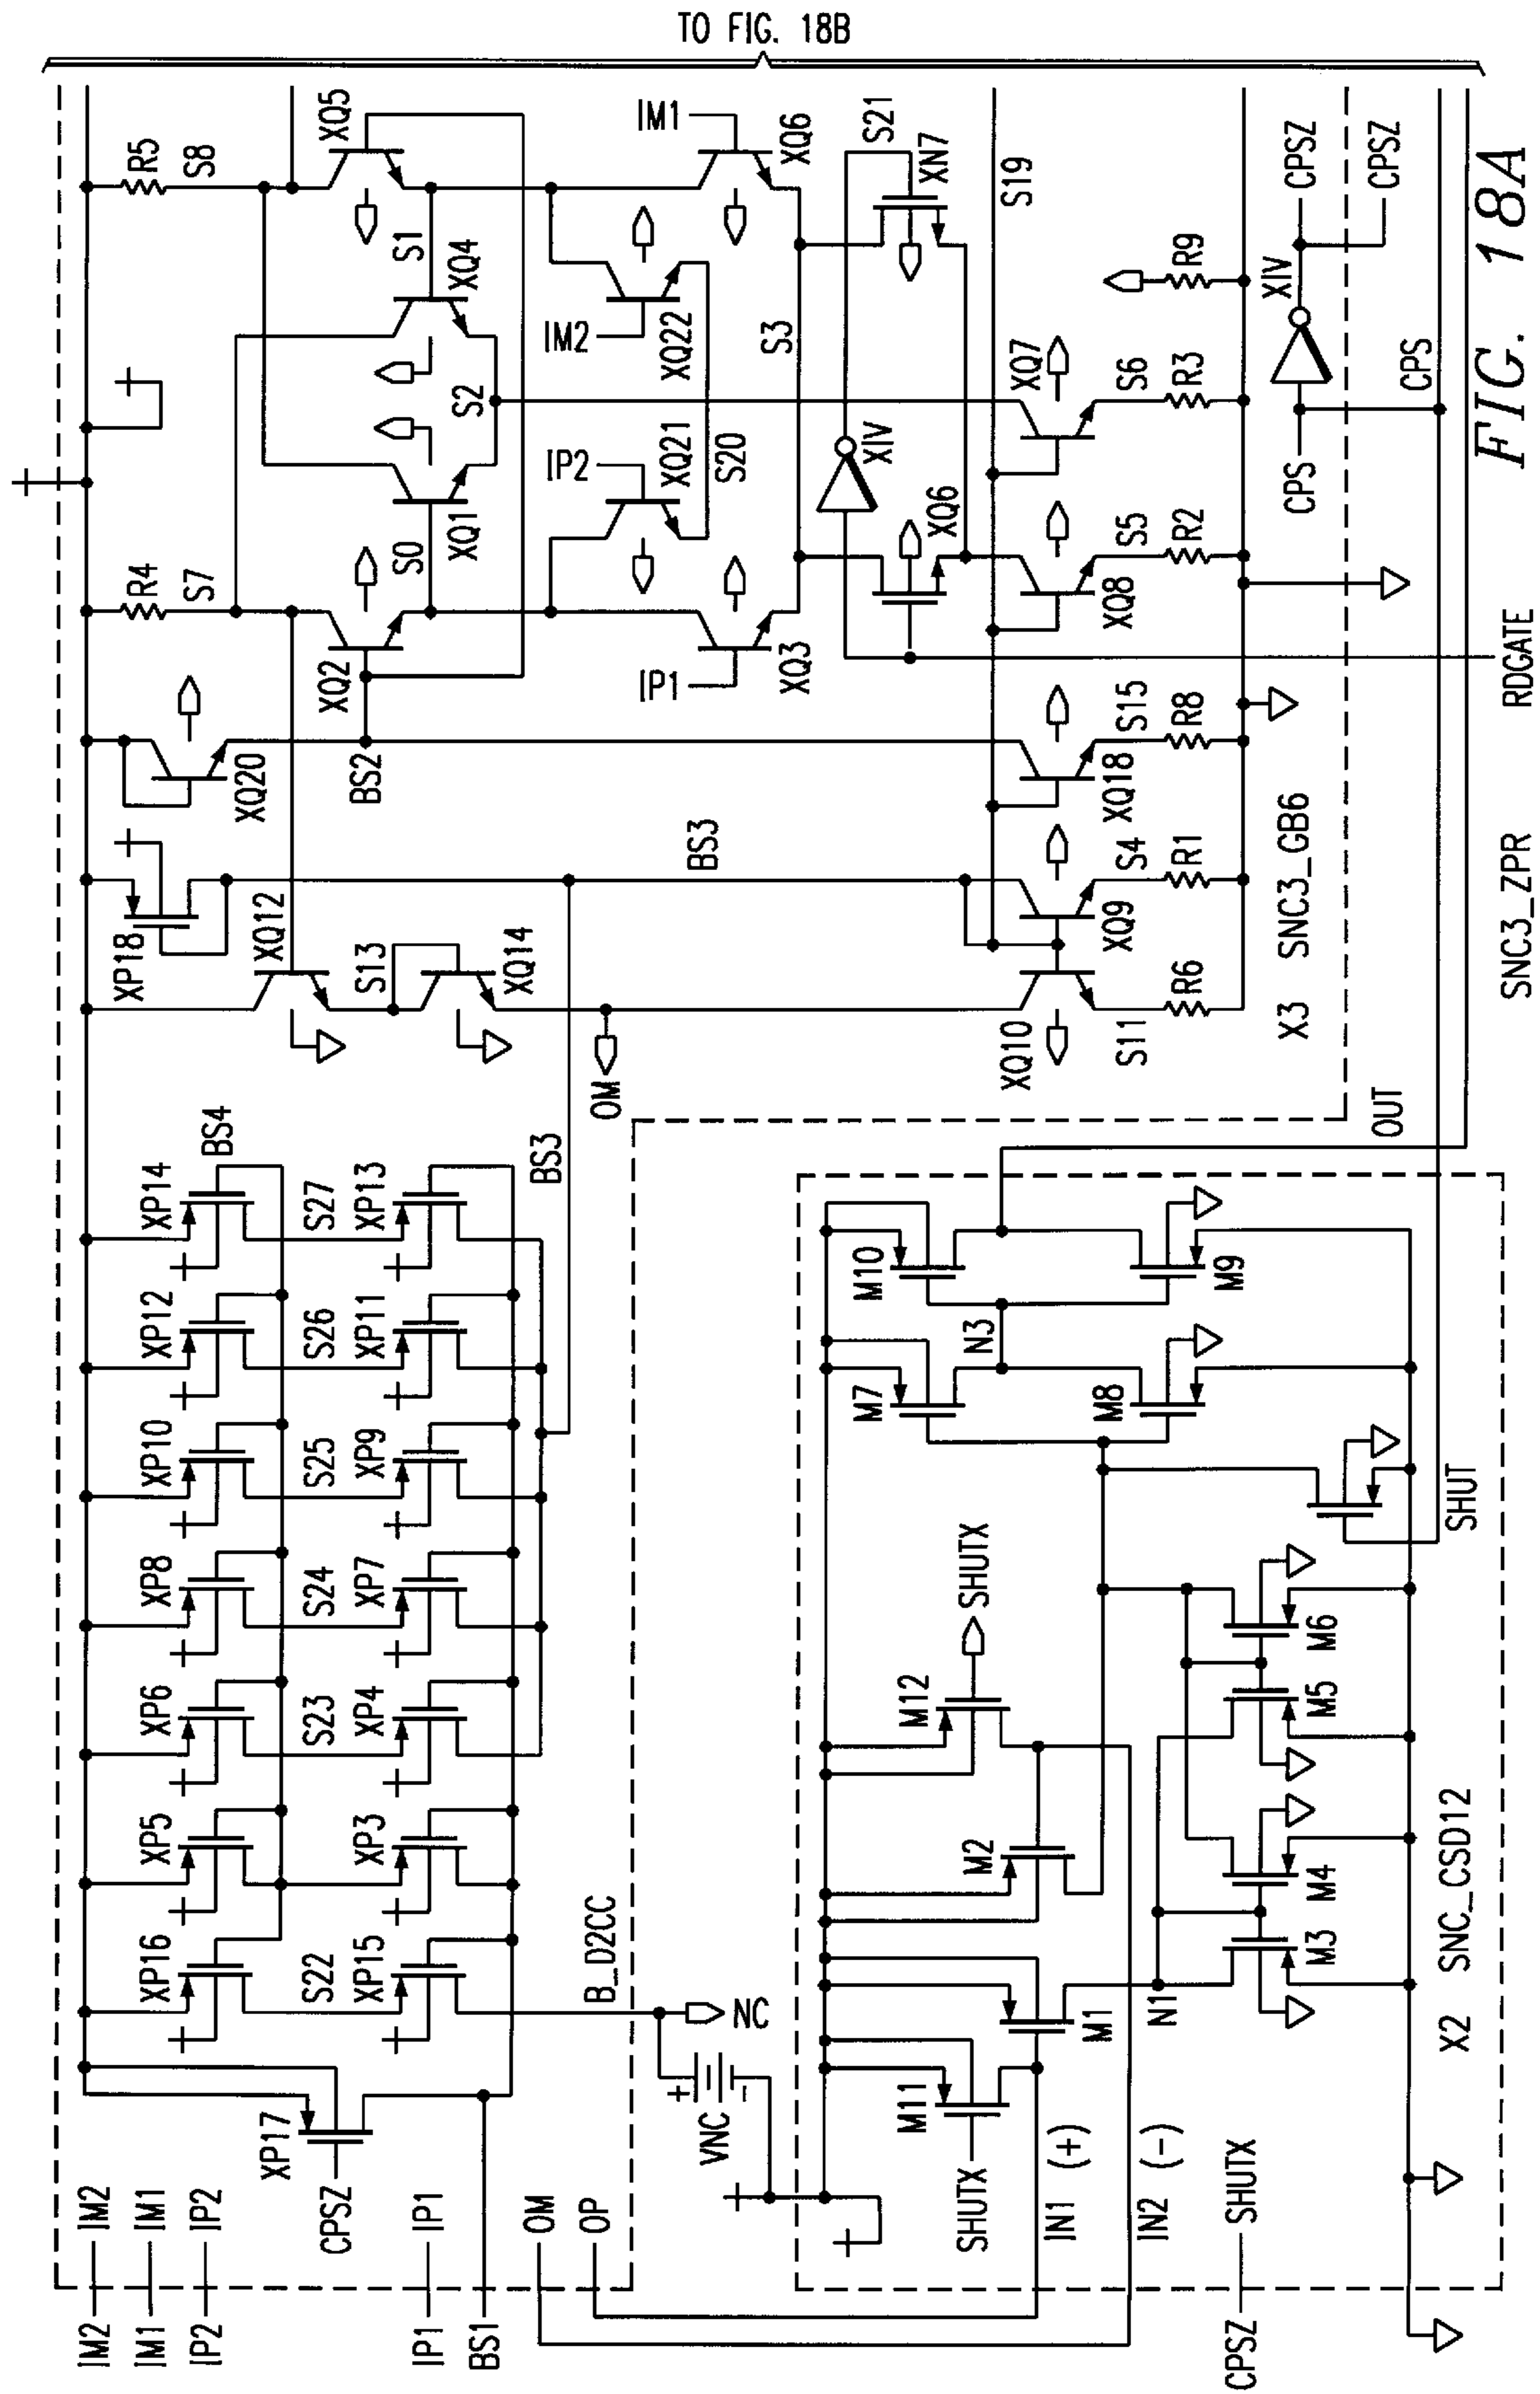 TO FIG. 18B
R5
S8
XQ5
IM1
XQ6
S21
XN7
S19
R9
XIV
CPSZ
CPSZ
S1
XQ4
IM2
XQ22
S3
S2
XQ7
S6
R3
CPS
CPS
IP2
XQ21
S20
XIV
XQ6
R4
S7
S0
XQ1
XQ2
IP1
XQ3
XQ8
S5
R2
RDGATE
XQ20
BS2
XQ18
S15
R8
XP18
XQ12
S13
XQ14
BS3
XQ9
S4
R1
XQ10
S11
R6
X3 SNC3_GB6
SNC3_ZPR
OM
XP14
BS4
S27
XP13
BS3
XP12
S26
XP11
XP10
S25
XP9
XP8
S24
XP7
XP6
S23
XP4
XP5
XP3
XP16
S22
XP15
B_D2CC
NC
VNC
XP17
CPSZ
IM2 IM2
IM1 IM1
IP2 IP2
IP1 IP1
BS1
OM
OP
OUT
M10
M9
N3
M7
M8
SHUT
SHUTX
M12
M6
M5
M2
M4
M3
M1
N1
M11
SHUTX
IN1 (+)
IN2 (-)
CPSZ SHUTX
X2 SNC_CSD12
FIG. 18A